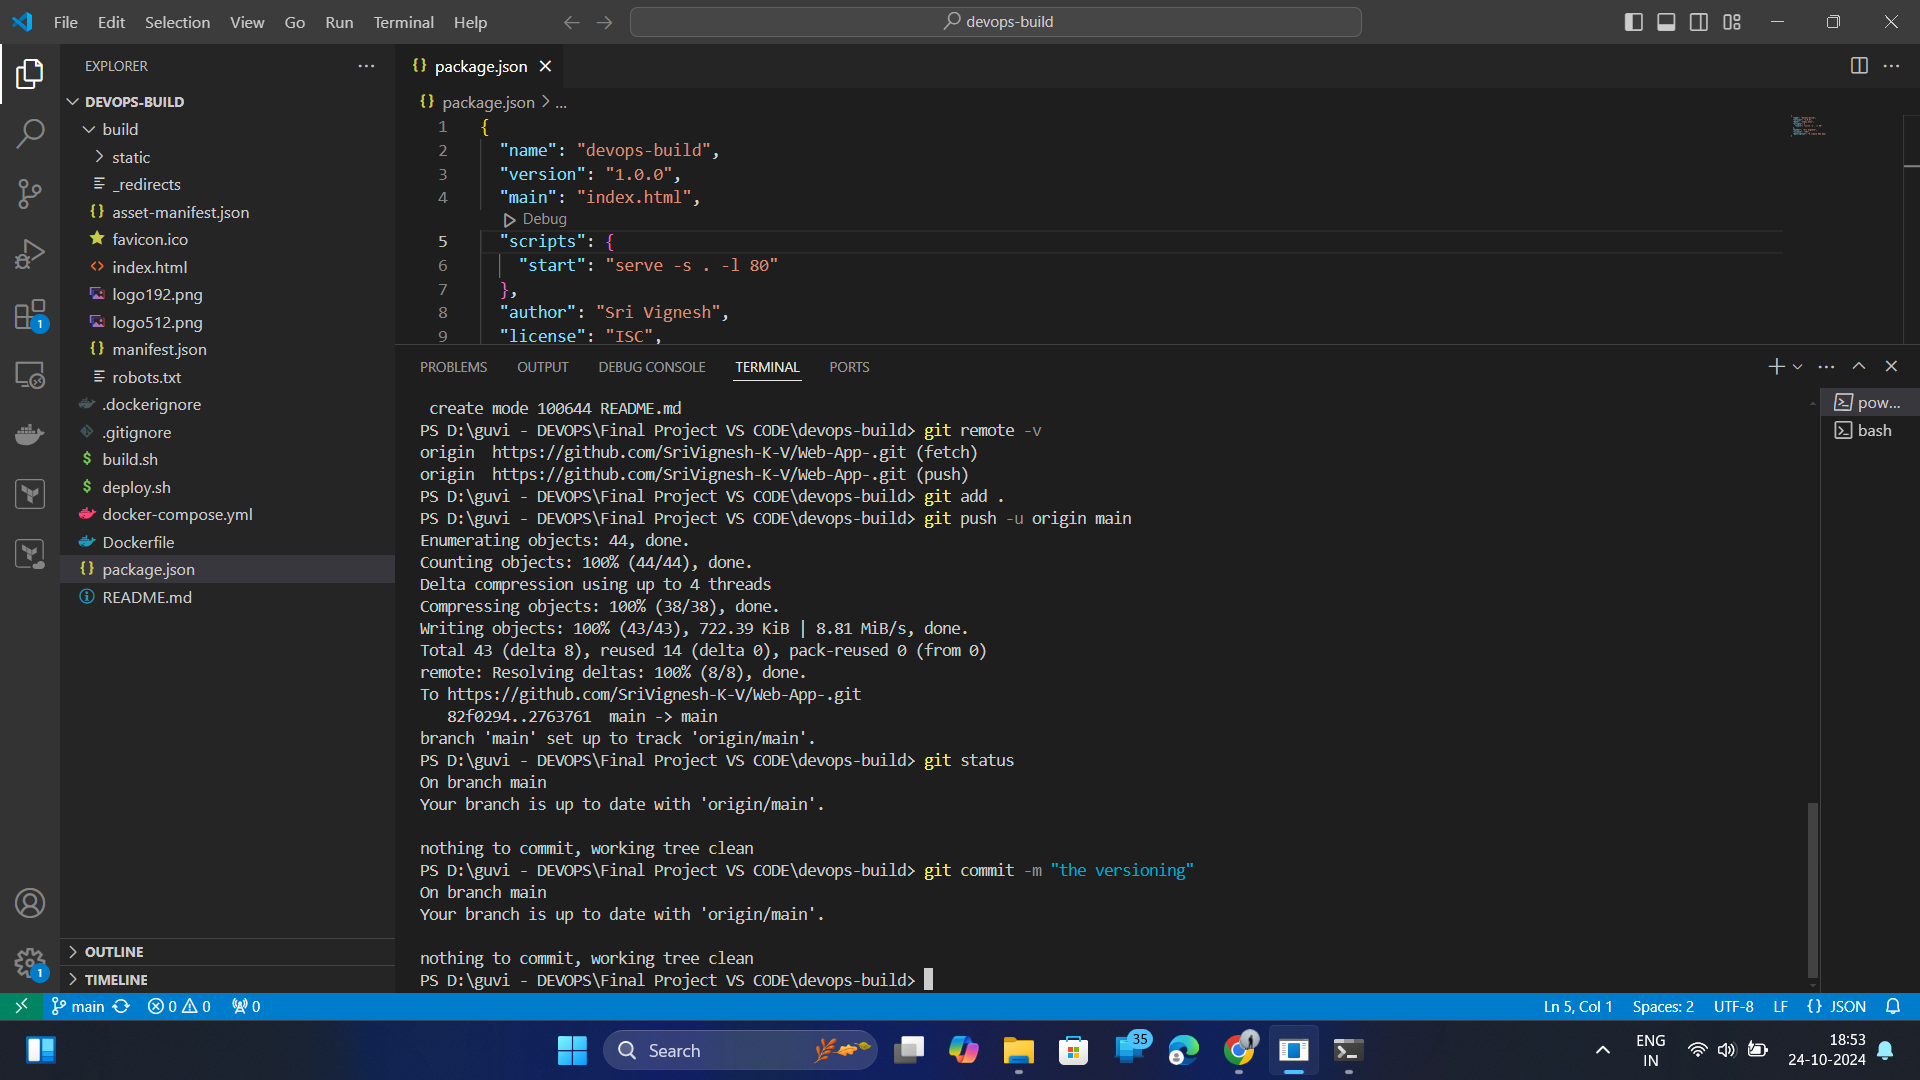 File Edit Selection View Go Run Terminal Help
devops-build
EXPLORER
DEVOPS-BUILD
build
static
_redirects
asset-manifest.json
favicon.ico
index.html
logo192.png
logo512.png
manifest.json
robots.txt
.dockerignore
.gitignore
build.sh
deploy.sh
docker-compose.yml
Dockerfile
package.json
README.md
OUTLINE
TIMELINE
1
1
package.json
package.json > ...
1 {
2 "name": "devops-build",
3 "version": "1.0.0",
4 "main": "index.html",
Debug
5 "scripts": {
6 "start": "serve -s . -l 80"
7 },
8 "author": "Sri Vignesh",
9 "license": "ISC",
PROBLEMS OUTPUT DEBUG CONSOLE TERMINAL PORTS
pow...
bash
create mode 100644 README.md
PS D:\guvi - DEVOPS\Final Project VS CODE\devops-build> git remote -v
origin https://github.com/SriVignesh-K-V/Web-App-.git (fetch)
origin https://github.com/SriVignesh-K-V/Web-App-.git (push)
PS D:\guvi - DEVOPS\Final Project VS CODE\devops-build> git add .
PS D:\guvi - DEVOPS\Final Project VS CODE\devops-build> git push -u origin main
Enumerating objects: 44, done.
Counting objects: 100% (44/44), done.
Delta compression using up to 4 threads
Compressing objects: 100% (38/38), done.
Writing objects: 100% (43/43), 722.39 KiB | 8.81 MiB/s, done.
Total 43 (delta 8), reused 14 (delta 0), pack-reused 0 (from 0)
remote: Resolving deltas: 100% (8/8), done.
To https://github.com/SriVignesh-K-V/Web-App-.git
82f0294..2763761 main -> main
branch 'main' set up to track 'origin/main'.
PS D:\guvi - DEVOPS\Final Project VS CODE\devops-build> git status
On branch main
Your branch is up to date with 'origin/main'.
nothing to commit, working tree clean
PS D:\guvi - DEVOPS\Final Project VS CODE\devops-build> git commit -m "the versioning"
On branch main
Your branch is up to date with 'origin/main'.
nothing to commit, working tree clean
PS D:\guvi - DEVOPS\Final Project VS CODE\devops-build>
main 0 0 0
Ln 5, Col 1 Spaces: 2 UTF-8 LF {} JSON
Search
35
ENG
IN
18:53
24-10-2024